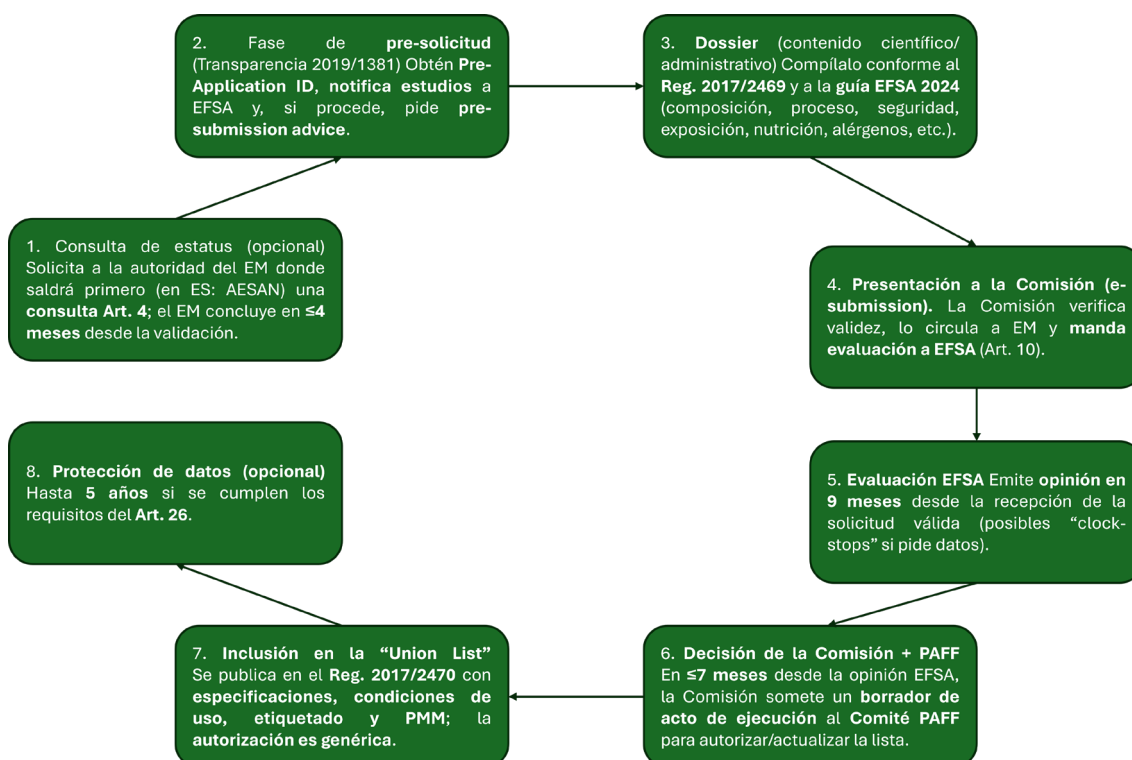 1. Consulta de estatus (opcional)
Solicita a la autoridad del EM donde
saldrá primero (en ES: AESAN) una
consulta Art. 4; el EM concluye en ≤4
meses desde la validación.
2. Fase de pre-solicitud
(Transparencia 2019/1381) Obtén Pre-
Application ID, notifica estudios a
EFSA y, si procede, pide pre-
submission advice.
3. Dossier (contenido científico/
administrativo) Compílalo conforme al
Reg. 2017/2469 y a la guía EFSA 2024
(composición, proceso, seguridad,
exposición, nutrición, alérgenos, etc.).
4. Presentación a la Comisión (e-
submission). La Comisión verifica
validez, lo circula a EM y manda
evaluación a EFSA (Art. 10).
5. Evaluación EFSA Emite opinión en
9 meses desde la recepción de la
solicitud válida (posibles “clock-
stops” si pide datos).
6. Decisión de la Comisión + PAFF
En ≤7 meses desde la opinión EFSA,
la Comisión somete un borrador de
acto de ejecución al Comité PAFF
para autorizar/actualizar la lista.
7. Inclusión en la “Union List”
Se publica en el Reg. 2017/2470 con
especificaciones, condiciones de
uso, etiquetado y PMM; la
autorización es genérica.
8. Protección de datos (opcional)
Hasta 5 años si se cumplen los
requisitos del Art. 26.